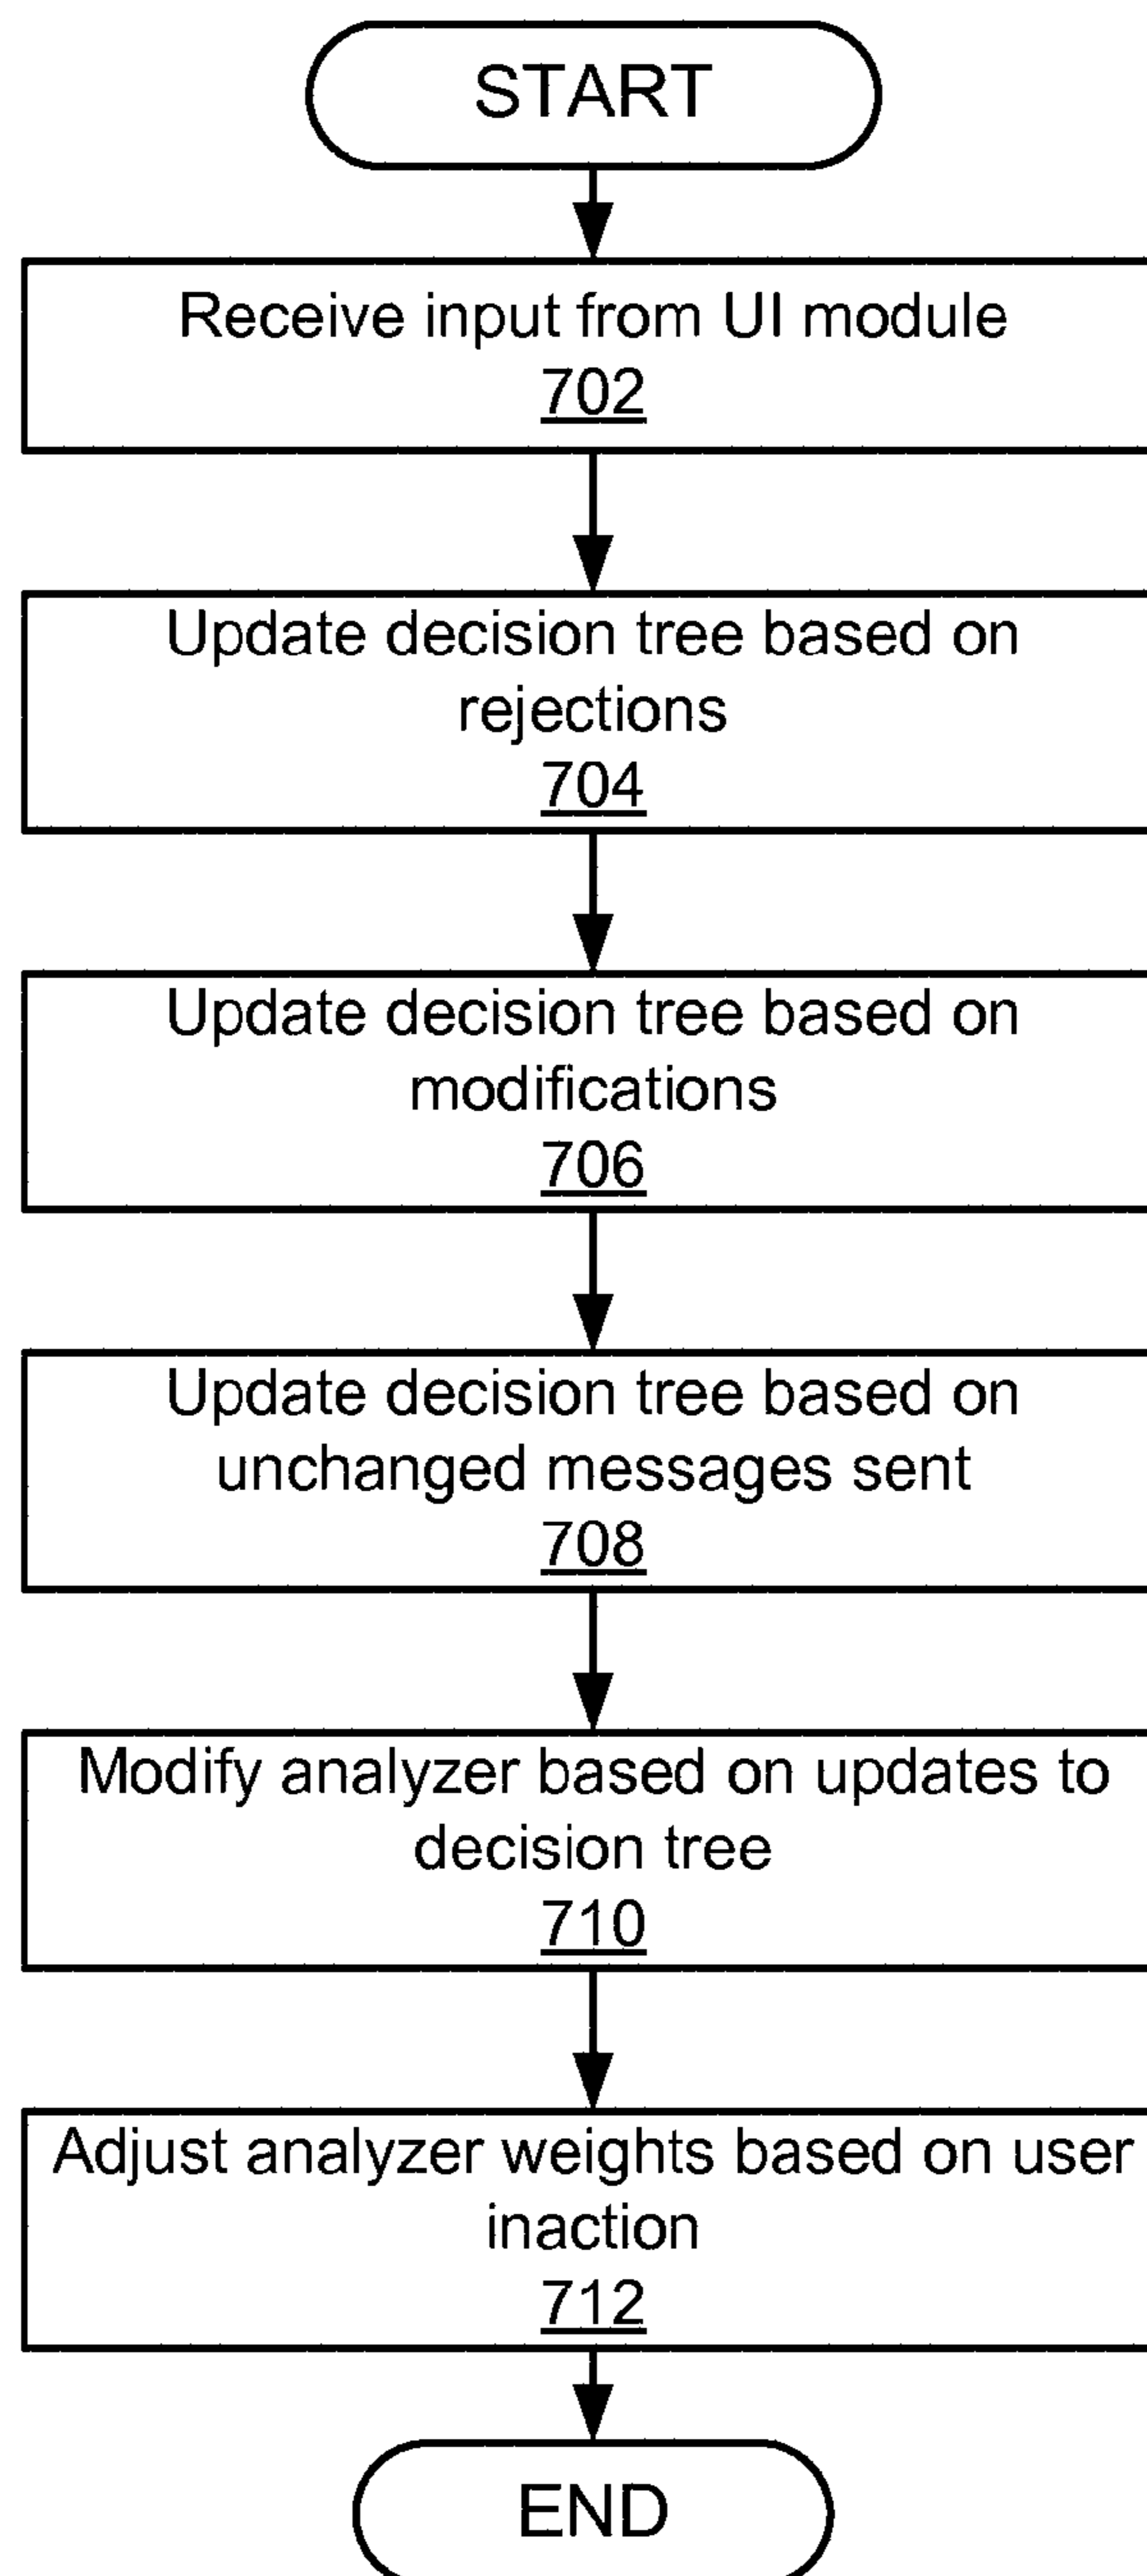 START
Receive input from UI module
702
Update decision tree based on
rejections
704
Update decision tree based on
modifications
706
Update decision tree based on
unchanged messages sent
708
Modify analyzer based on updates to
decision tree
710
Adjust analyzer weights based on user
inaction
712
END